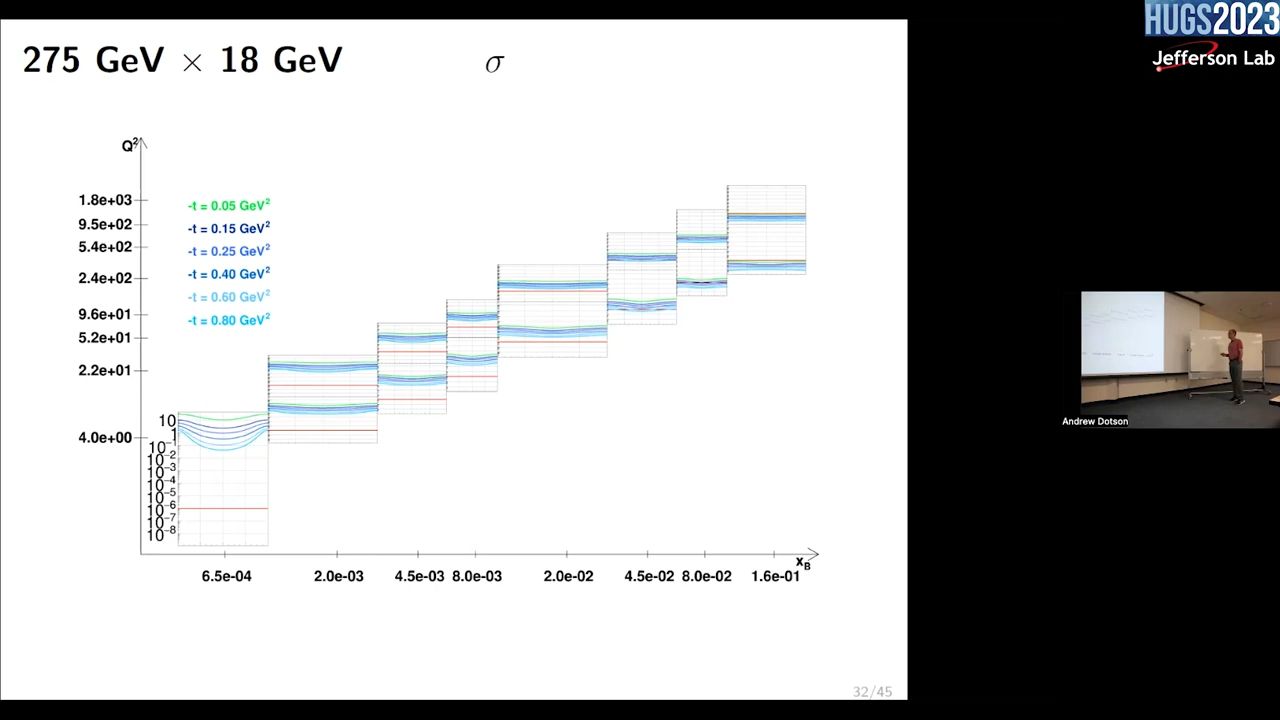 HUGS2023
Jefferson Lab
275 GeV × 18 GeV σ
Q²
1.8e+03
9.5e+02
5.4e+02
2.4e+02
9.6e+01
5.2e+01
2.2e+01
4.0e+00
-t = 0.05 GeV²
-t = 0.15 GeV²
-t = 0.25 GeV²
-t = 0.40 GeV²
-t = 0.60 GeV²
-t = 0.80 GeV²
10
1
10⁻²
10⁻³
10⁻⁴
10⁻⁵
10⁻⁶
10⁻⁷
10⁻⁸
x_B
6.5e-04 2.0e-03 4.5e-03 8.0e-03 2.0e-02 4.5e-02 8.0e-02 1.6e-01
Andrew Dotson
32/45